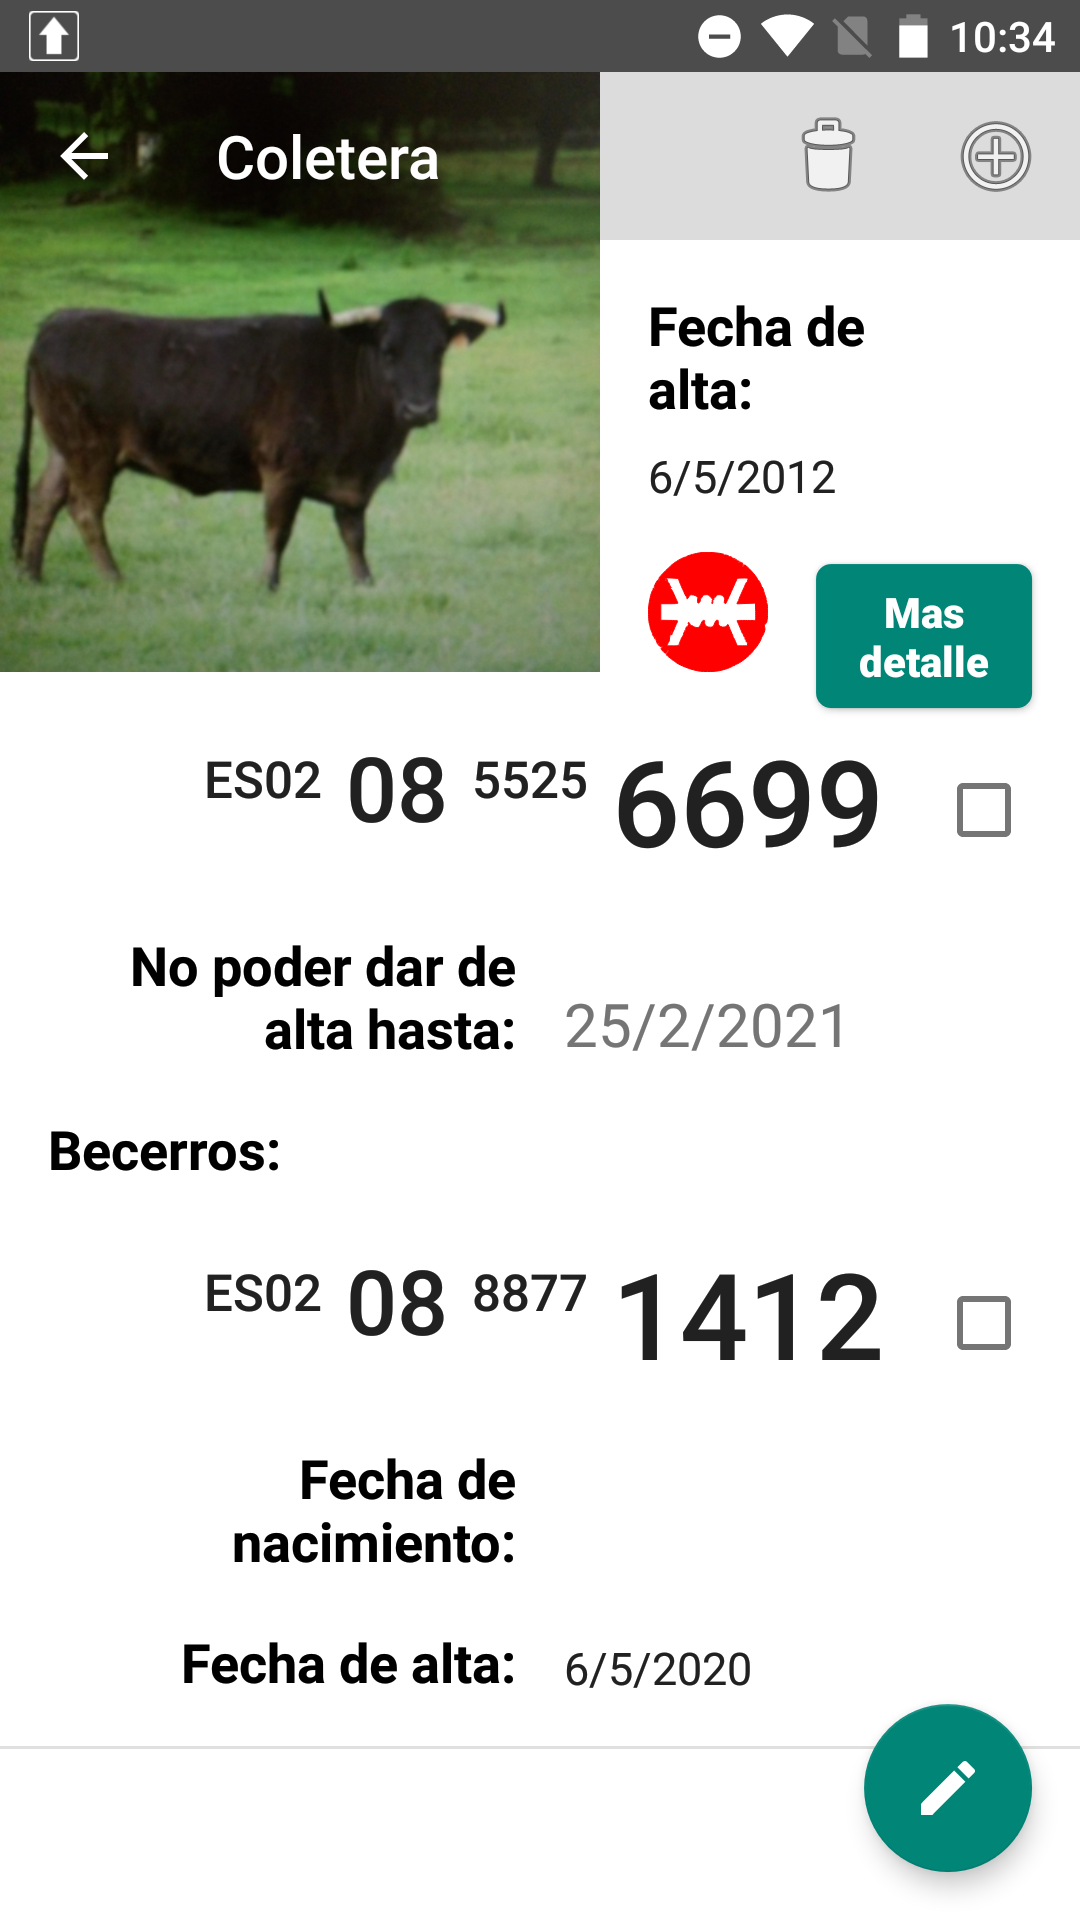 10:34
Coletera
Fecha de
alta:
6/5/2012
Mas
detalle
ES02 08 5525 6699
No poder dar de
alta hasta: 25/2/2021
Becerros:
ES02 08 8877 1412
Fecha de
nacimiento:
Fecha de alta: 6/5/2020